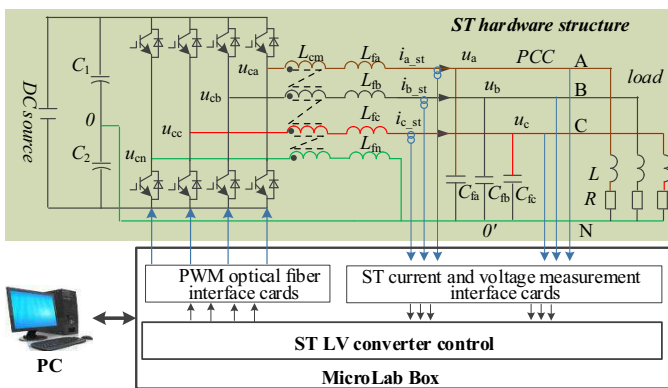 ST hardware structure
DC source
C1
C2
0
uca
ucb
ucc
ucn
Lcm
Lfa
Lfb
Lfc
Lfn
ia_st
ib_st
ic_st
ua
ub
uc
PCC
A
B
C
N
load
L
R
Cfa
Cfb
Cfc
0'
PWM optical fiber
interface cards
ST current and voltage measurement
interface cards
ST LV converter control
MicroLab Box
PC